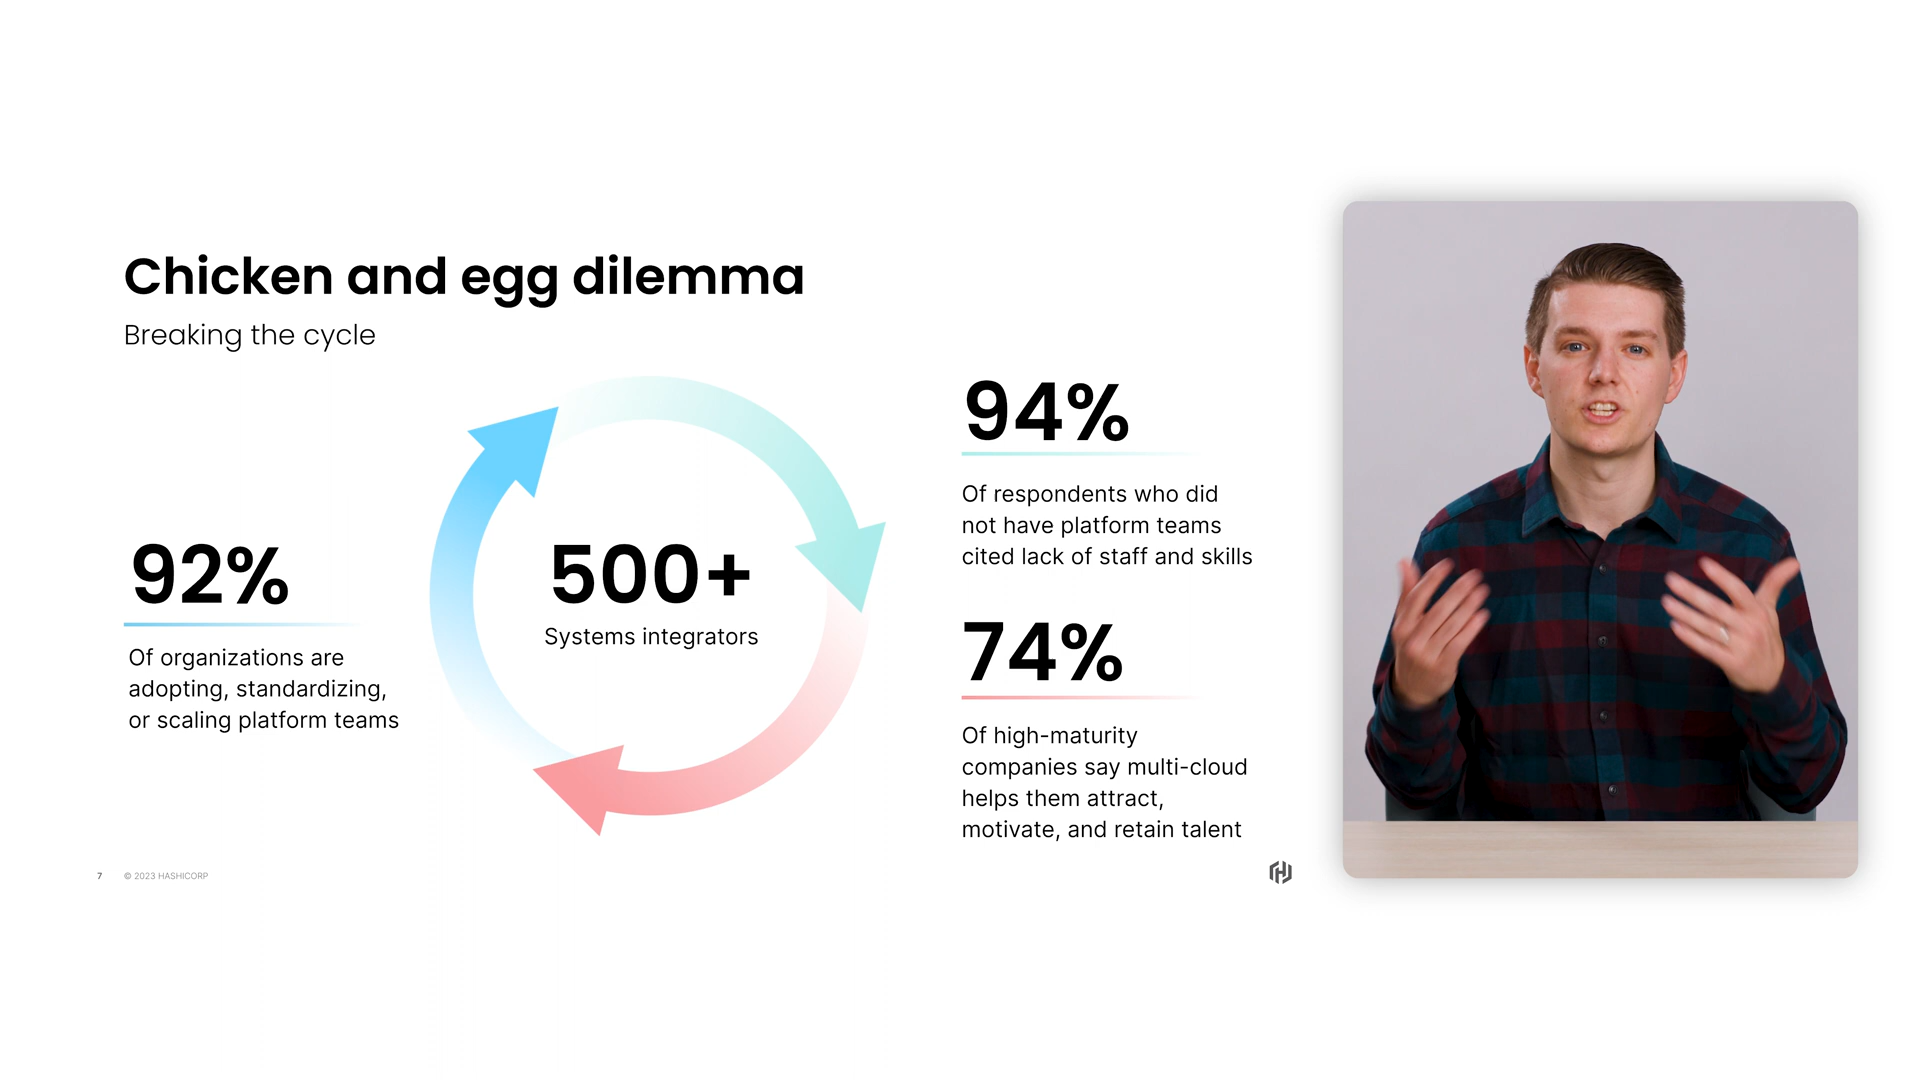 Chicken and egg dilemma
Breaking the cycle
92%
Of organizations are
adopting, standardizing,
or scaling platform teams
500+
Systems integrators
94%
Of respondents who did
not have platform teams
cited lack of staff and skills
74%
Of high-maturity
companies say multi-cloud
helps them attract,
motivate, and retain talent
7 © 2023 HASHICORP